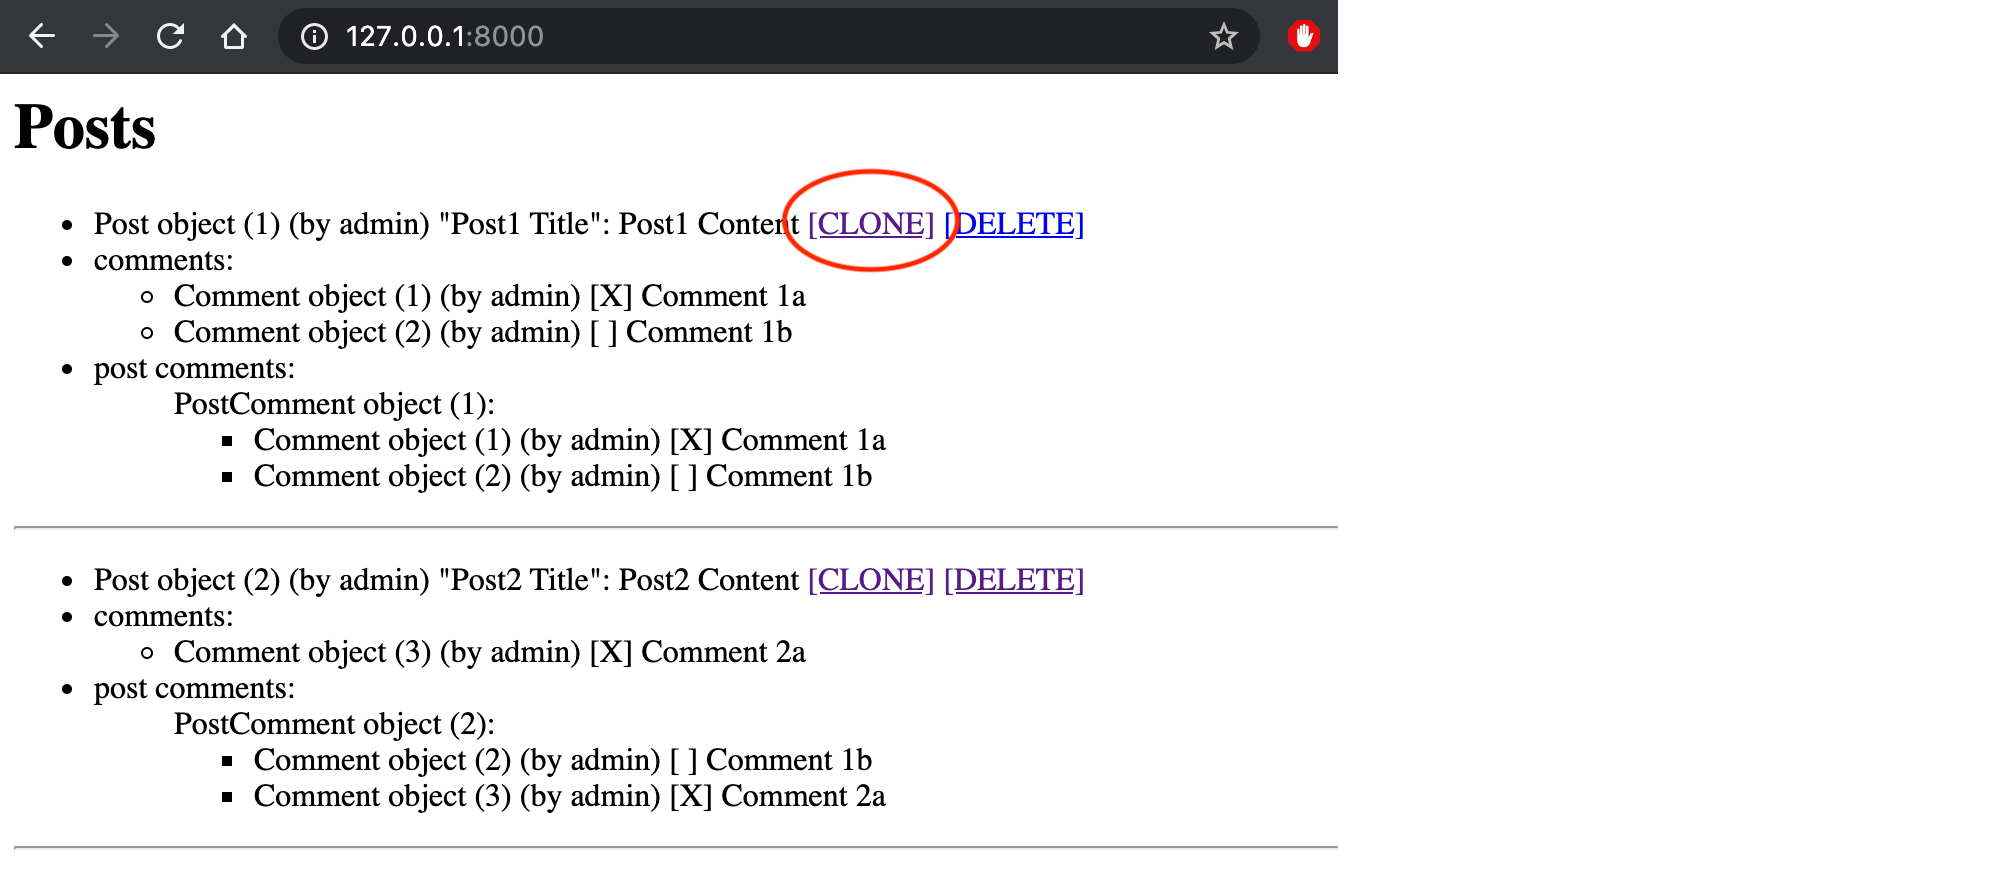 127.0.0.1:8000
Posts
Post object (1) (by admin) "Post1 Title": Post1 Content [CLONE] [DELETE]
comments:
Comment object (1) (by admin) [X] Comment 1a
Comment object (2) (by admin) [ ] Comment 1b
post comments:
PostComment object (1):
Comment object (1) (by admin) [X] Comment 1a
Comment object (2) (by admin) [ ] Comment 1b
Post object (2) (by admin) "Post2 Title": Post2 Content [CLONE] [DELETE]
comments:
Comment object (3) (by admin) [X] Comment 2a
post comments:
PostComment object (2):
Comment object (2) (by admin) [ ] Comment 1b
Comment object (3) (by admin) [X] Comment 2a